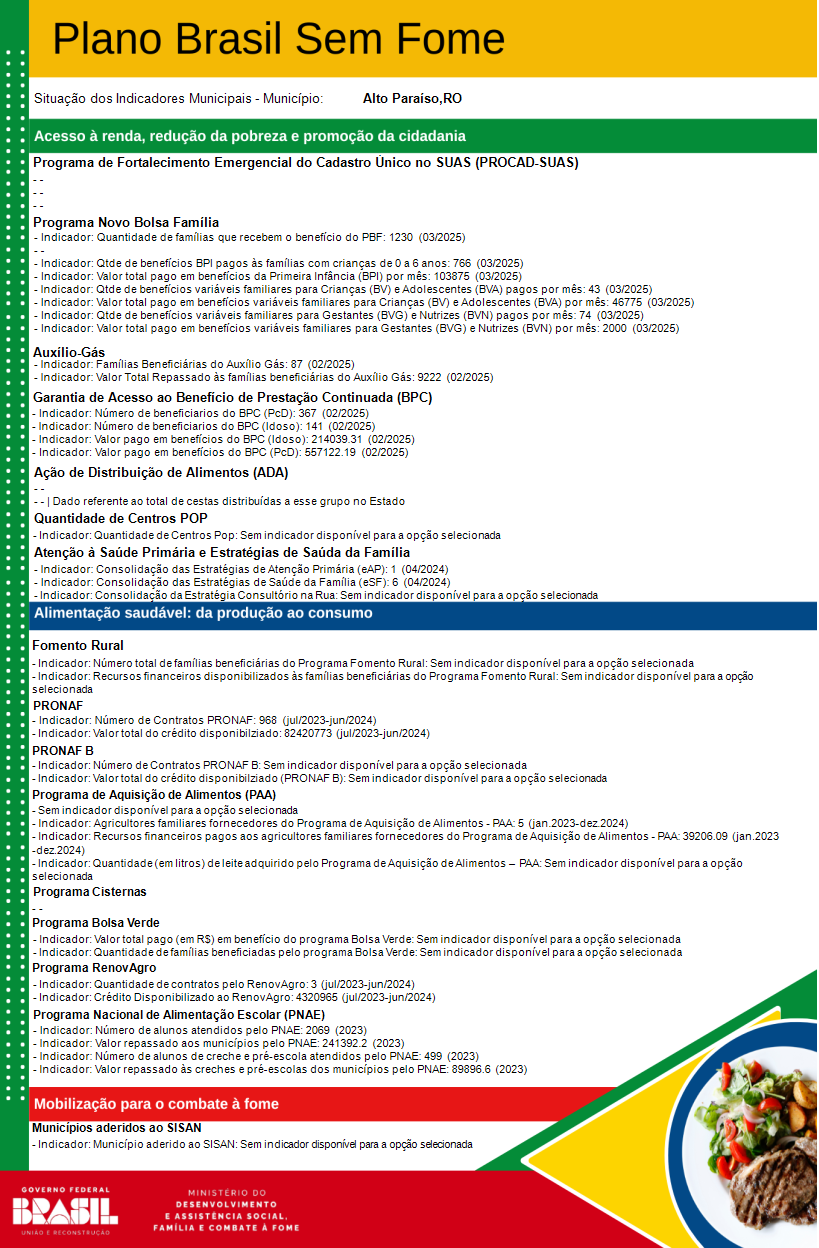 Plano Brasil Sem Fome
Situação dos Indicadores Municipais - Município: Alto Paraíso,RO
Acesso à renda, redução da pobreza e promoção da cidadania
Programa de Fortalecimento Emergencial do Cadastro Único no SUAS (PROCAD-SUAS)
- -
- -
- -
Programa Novo Bolsa Família
- Indicador: Quantidade de famílias que recebem o benefício do PBF: 1230 (03/2025)
- -
- Indicador: Qtde de benefícios BPI pagos às famílias com crianças de 0 a 6 anos: 766 (03/2025)
- Indicador: Valor total pago em benefícios da Primeira Infância (BPI) por mês: 103875 (03/2025)
- Indicador: Qtde de benefícios variáveis familiares para Crianças (BV) e Adolescentes (BVA) pagos por mês: 43 (03/2025)
- Indicador: Valor total pago em benefícios variáveis familiares para Crianças (BV) e Adolescentes (BVA) por mês: 46775 (03/2025)
- Indicador: Qtde de benefícios variáveis familiares para Gestantes (BVG) e Nutrizes (BVN) pagos por mês: 74 (03/2025)
- Indicador: Valor total pago em benefícios variáveis familiares para Gestantes (BVG) e Nutrizes (BVN) por mês: 2000 (03/2025)
Auxílio-Gás
- Indicador: Famílias Beneficiárias do Auxílio Gás: 87 (02/2025)
- Indicador: Valor Total Repassado às famílias beneficiárias do Auxílio Gás: 9222 (02/2025)
Garantia de Acesso ao Benefício de Prestação Continuada (BPC)
- Indicador: Número de beneficiarios do BPC (PcD): 367 (02/2025)
- Indicador: Número de beneficiarios do BPC (Idoso): 141 (02/2025)
- Indicador: Valor pago em benefícios do BPC (Idoso): 214039.31 (02/2025)
- Indicador: Valor pago em benefícios do BPC (PcD): 557122.19 (02/2025)
Ação de Distribuição de Alimentos (ADA)
- -
- - | Dado referente ao total de cestas distribuídas a esse grupo no Estado
Quantidade de Centros POP
- Indicador: Quantidade de Centros Pop: Sem indicador disponível para a opção selecionada
Atenção à Saúde Primária e Estratégias de Saúda da Família
- Indicador: Consolidação das Estratégias de Atenção Primária (eAP): 1 (04/2024)
- Indicador: Consolidação das Estratégias de Saúde da Família (eSF): 6 (04/2024)
- Indicador: Consolidação da Estratégia Consultório na Rua: Sem indicador disponível para a opção selecionada
Alimentação saudável: da produção ao consumo
Fomento Rural
- Indicador: Número total de famílias beneficiárias do Programa Fomento Rural: Sem indicador disponível para a opção selecionada
- Indicador: Recursos financeiros disponibilizados às famílias beneficiárias do Programa Fomento Rural: Sem indicador disponível para a opção
selecionada
PRONAF
- Indicador: Número de Contratos PRONAF: 968 (jul/2023-jun/2024)
- Indicador: Valor total do crédito disponibilziado: 82420773 (jul/2023-jun/2024)
PRONAF B
- Indicador: Número de Contratos PRONAF B: Sem indicador disponível para a opção selecionada
- Indicador: Valor total do crédito disponibilziado (PRONAF B): Sem indicador disponível para a opção selecionada
Programa de Aquisição de Alimentos (PAA)
- Sem indicador disponível para a opção selecionada
- Indicador: Agricultores familiares fornecedores do Programa de Aquisição de Alimentos - PAA: 5 (jan.2023-dez.2024)
- Indicador: Recursos financeiros pagos aos agricultores familiares fornecedores do Programa de Aquisição de Alimentos - PAA: 39206.09 (jan.2023
-dez.2024)
- Indicador: Quantidade (em litros) de leite adquirido pelo Programa de Aquisição de Alimentos – PAA: Sem indicador disponível para a opção
selecionada
Programa Cisternas
- -
Programa Bolsa Verde
- Indicador: Valor total pago (em R$) em benefício do programa Bolsa Verde: Sem indicador disponível para a opção selecionada
- Indicador: Quantidade de famílias beneficiadas pelo programa Bolsa Verde: Sem indicador disponível para a opção selecionada
Programa RenovAgro
- Indicador: Quantidade de contratos pelo RenovAgro: 3 (jul/2023-jun/2024)
- Indicador: Crédito Disponibilizado ao RenovAgro: 4320965 (jul/2023-jun/2024)
Programa Nacional de Alimentação Escolar (PNAE)
- Indicador: Número de alunos atendidos pelo PNAE: 2069 (2023)
- Indicador: Valor repassado aos municípios pelo PNAE: 241392.2 (2023)
- Indicador: Número de alunos de creche e pré-escola atendidos pelo PNAE: 499 (2023)
- Indicador: Valor repassado às creches e pré-escolas dos municípios pelo PNAE: 89896.6 (2023)
Mobilização para o combate à fome
Municípios aderidos ao SISAN
- Indicador: Município aderido ao SISAN: Sem indicador disponível para a opção selecionada
GOVERNO FEDERAL
BRASIL
UNIÃO E RECONSTRUÇÃO
MINISTÉRIO DO
DESENVOLVIMENTO
E ASSISTÊNCIA SOCIAL,
FAMÍLIA E COMBATE À FOME